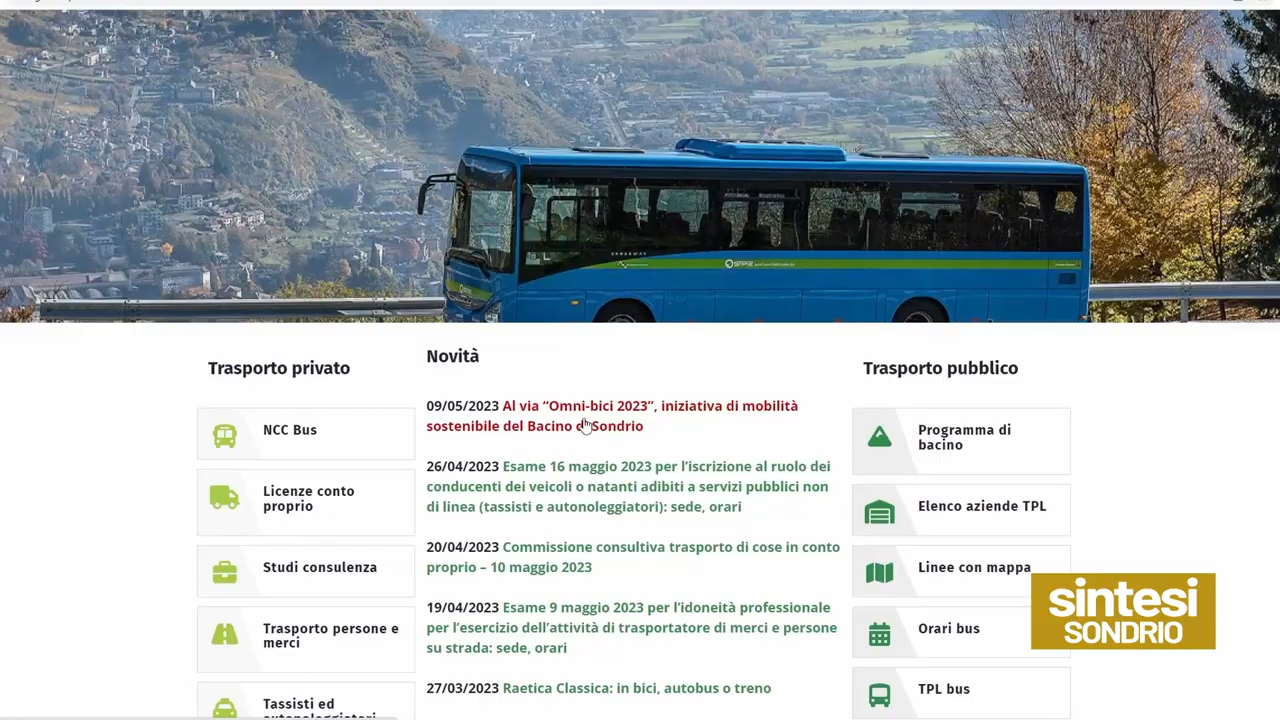 STPS
Trasporto privato
NCC Bus
Licenze conto
proprio
Studi consulenza
Trasporto persone e
merci
Tassisti ed
autonoleggiatori
Novità
09/05/2023 Al via “Omni-bici 2023”, iniziativa di mobilità
sostenibile del Bacino di Sondrio
26/04/2023 Esame 16 maggio 2023 per l’iscrizione al ruolo dei
conducenti dei veicoli o natanti adibiti a servizi pubblici non
di linea (tassisti e autonoleggiatori): sede, orari
20/04/2023 Commissione consultiva trasporto di cose in conto
proprio – 10 maggio 2023
19/04/2023 Esame 9 maggio 2023 per l’idoneità professionale
per l’esercizio dell’attività di trasportatore di merci e persone
su strada: sede, orari
27/03/2023 Raetica Classica: in bici, autobus o treno
Trasporto pubblico
Programma di
bacino
Elenco aziende TPL
Linee con mappa
Orari bus
TPL bus
sintesi
SONDRIO